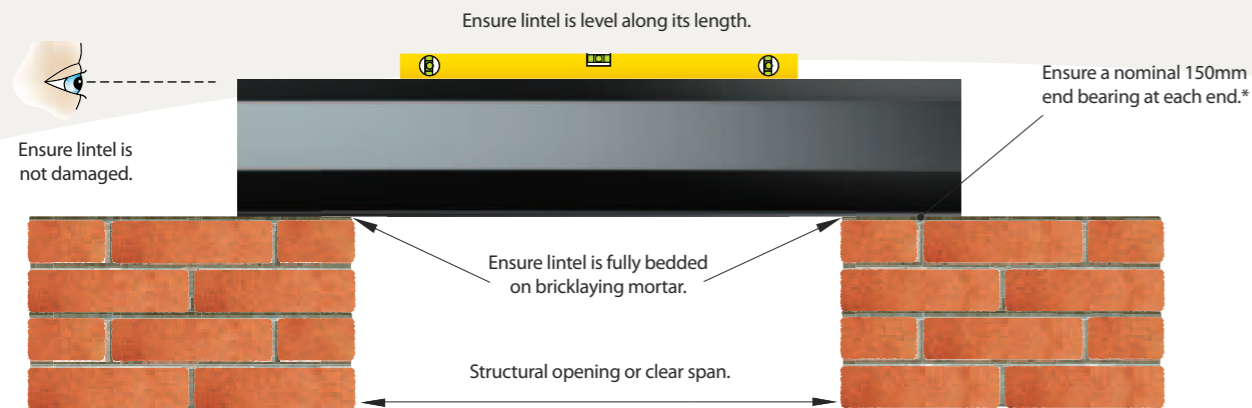 Ensure lintel is level along its length.
Ensure a nominal 150mm
end bearing at each end.*
Ensure lintel is
not damaged.
Ensure lintel is fully bedded
on bricklaying mortar.
Structural opening or clear span.